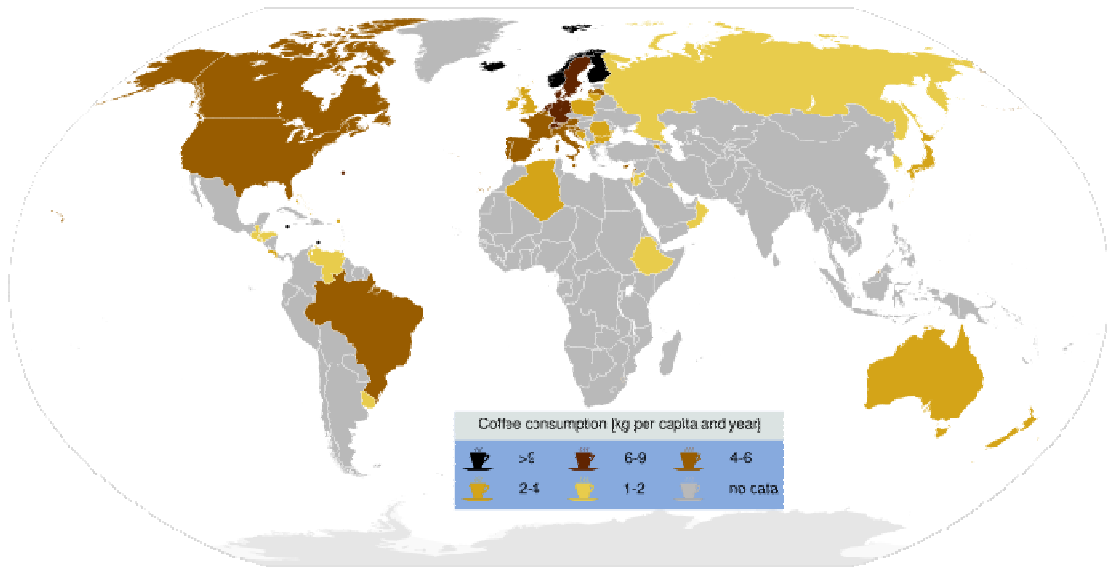 Coffee consumption [kg per capita and year]
>9 6-9 4-6
2-4 1-2 no data